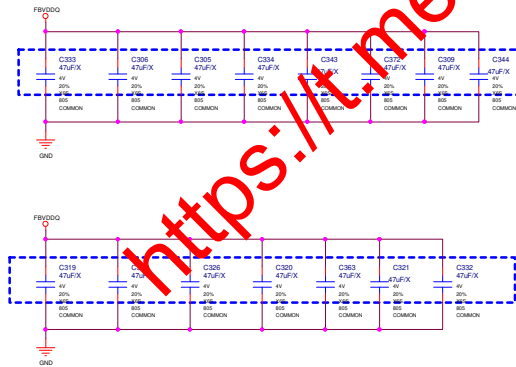 FBVDDQ
C333 C306 C305 C334 C343 C372 C309 C344
47uF/X 47uF/X 47uF/X 47uF/X 47uF/X 47uF/X 47uF/X
4V 4V 4V 4V 4V 4V 4V 4V
20% 20% 20% 20% 20% 20% 20% 20%
805 805 805 805 805 805 805 805
COMMON COMMON COMMON COMMON COMMON COMMON COMMON COMMON
GND
https://t.me
FBVDDQ
C319 C326 C320 C363 C321 C332
47uF/X 47uF/X 47uF/X 47uF/X 47uF/X 47uF/X
4V 4V 4V 4V 4V 4V
20% 20% 20% 20% 20% 20%
805 805 805 805 805 805 805
COMMON COMMON COMMON COMMON COMMON COMMON COMMON
GND